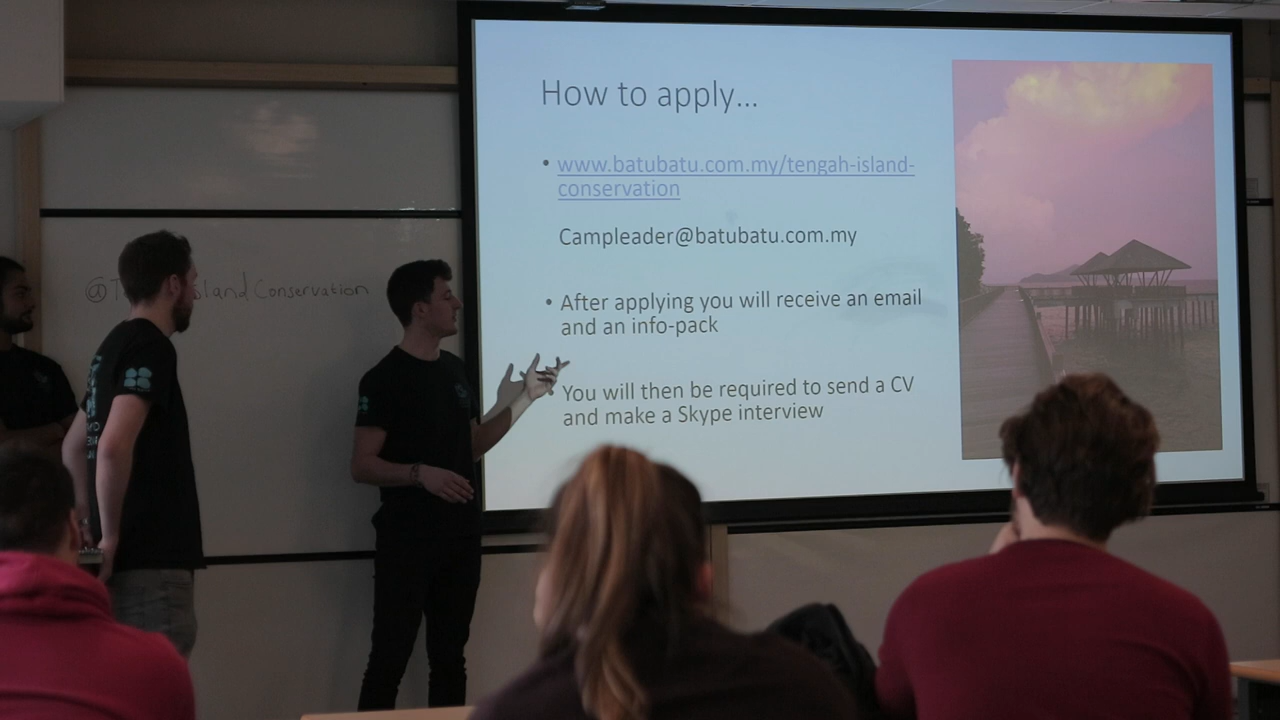 How to apply...
• www.batubatu.com.my/tengah-island-
conservation
Campleader@batubatu.com.my
• After applying you will receive an email
and an info-pack
You will then be required to send a CV
and make a Skype interview
@T sland Conservation